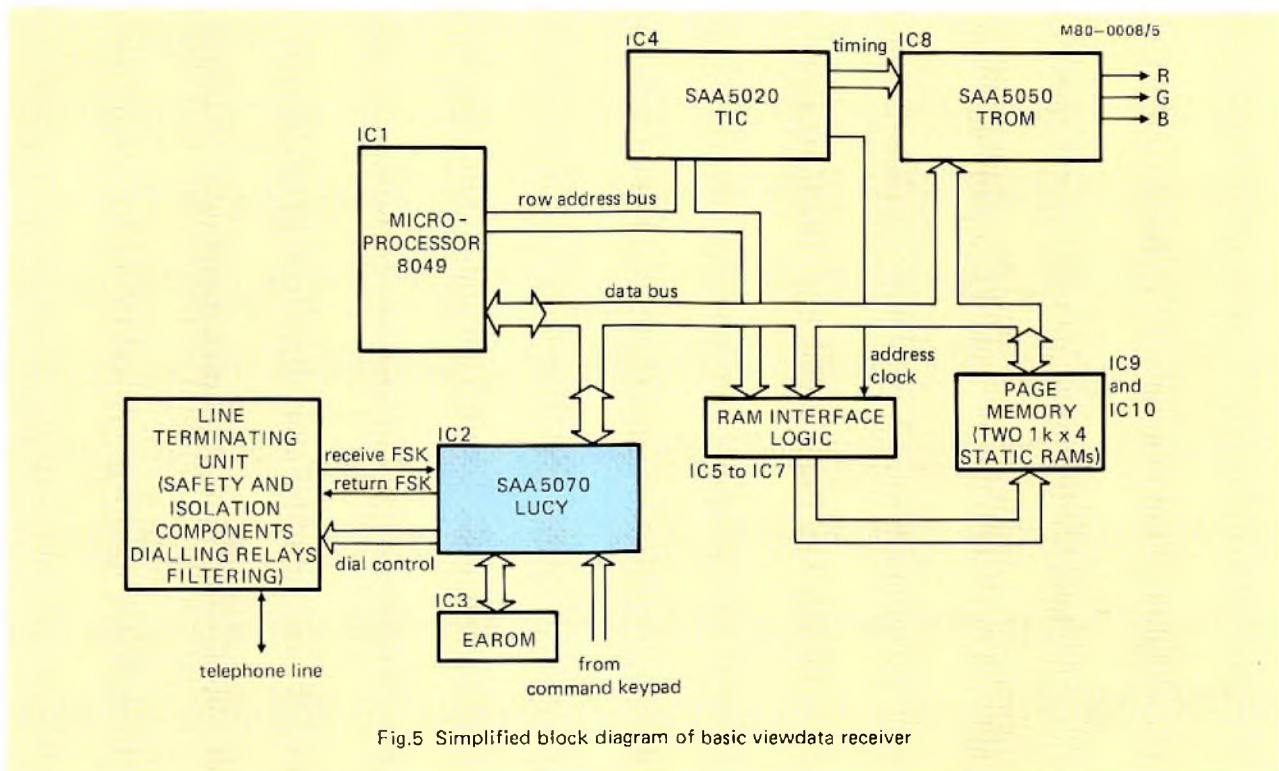 M80-0008/5
IC4
timing
IC8
SAA5020
TIC
SAA5050
TROM
R
G
B
IC1
MICRO-
PROCESSOR
8049
row address bus
data bus
address
clock
IC9
and
IC10
PAGE
MEMORY
(TWO 1k x 4
STATIC RAMs)
RAM INTERFACE
LOGIC
IC5 to IC7
LINE
TERMINATING
UNIT
(SAFETY AND
ISOLATION
COMPONENTS
DIALLING RELAYS
FILTERING)
receive FSK
return FSK
dial control
IC2
SAA5070
LUCY
IC3
EAROM
telephone line
from
command keypad
Fig.5 Simplified block diagram of basic viewdata receiver